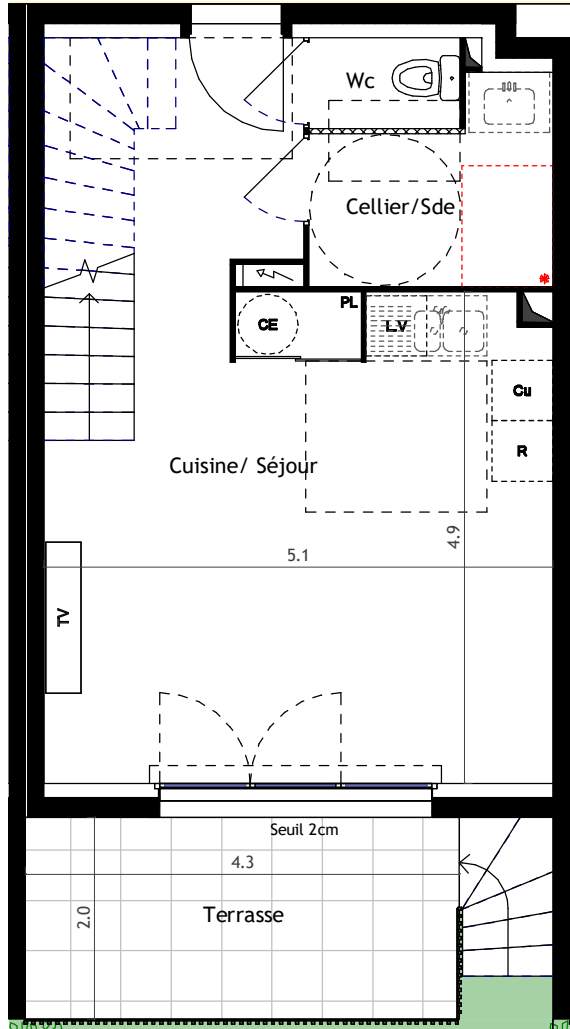 Wc
Cellier/Sde
PL
CE
LV
Cu
R
Cuisine/ Séjour
4.9
5.1
TV
Seuil 2cm
4.3
2.0
Terrasse